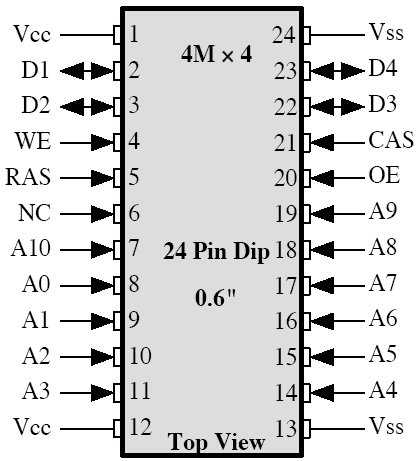 Vcc 1 24 Vss
4M × 4
D1 2 23 D4
D2 3 22 D3
WE 4 21 CAS
RAS 5 20 OE
NC 6 19 A9
A10 7 24 Pin Dip 18 A8
A0 8 0.6" 17 A7
A1 9 16 A6
A2 10 15 A5
A3 11 14 A4
Vcc 12 13 Vss
Top View